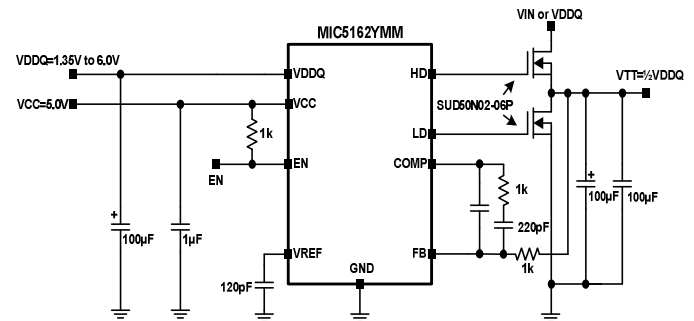 VIN or VDDQ
MIC5162YMM
VDDQ=1.35V to 6.0V
VDDQ
HD
VTT=½VDDQ
VCC=5.0V
VCC
SUD50N02-06P
1k
LD
EN
EN
COMP
1k
+
100µF
100µF
220pF
+
100µF
1µF
VREF
FB
1k
GND
120pF